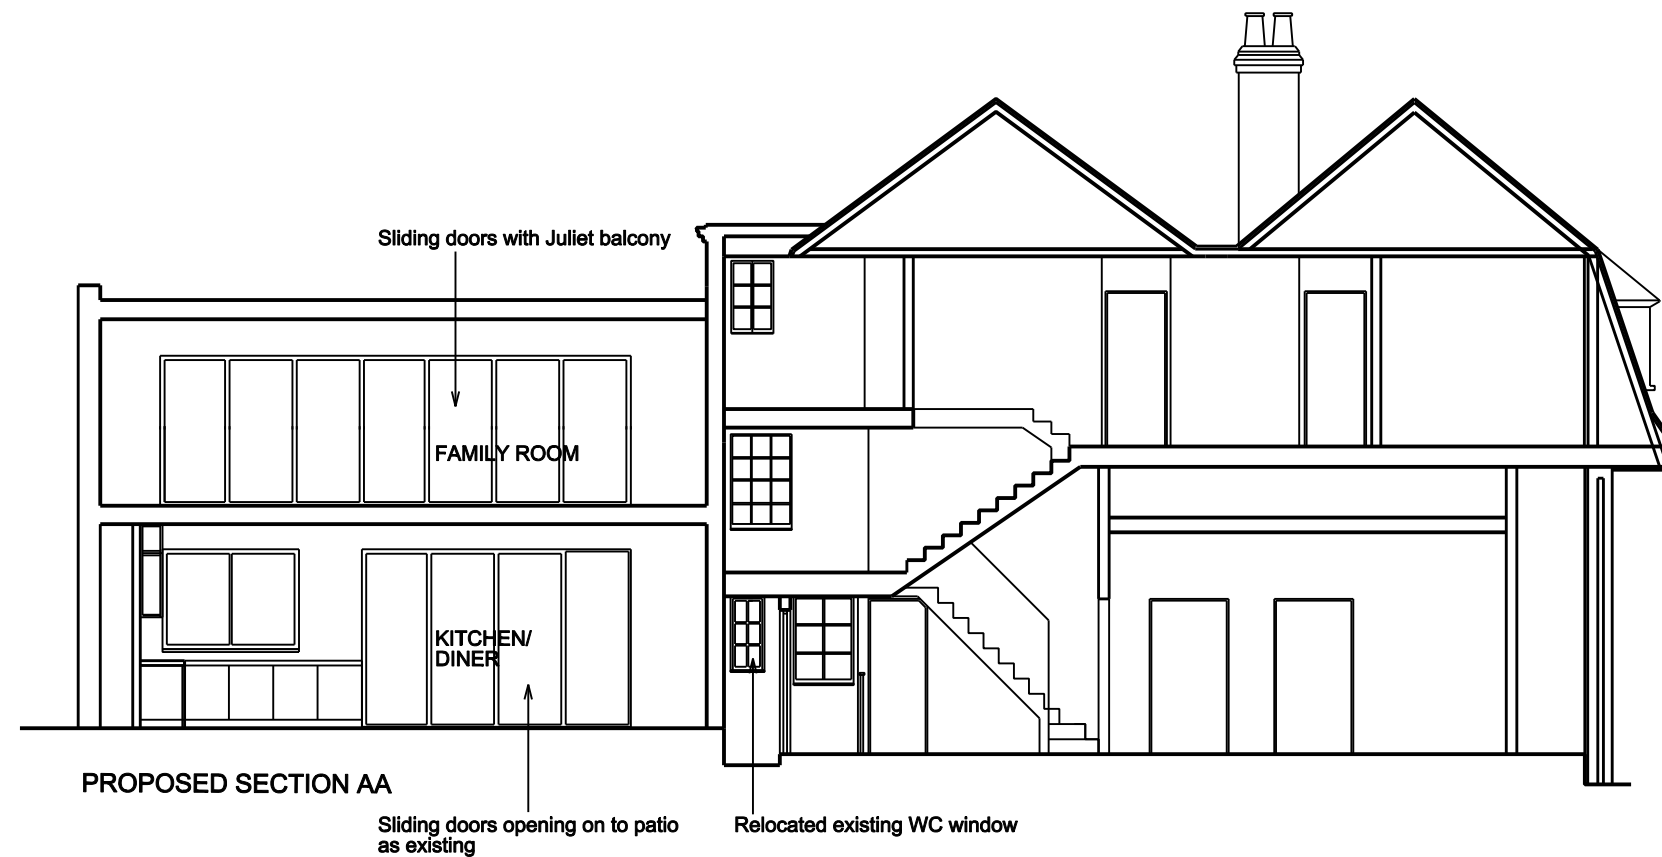 Sliding doors with Juliet balcony
FAMILY ROOM
KITCHEN/
DINER
PROPOSED SECTION AA
Sliding doors opening on to patio
as existing
Relocated existing WC window